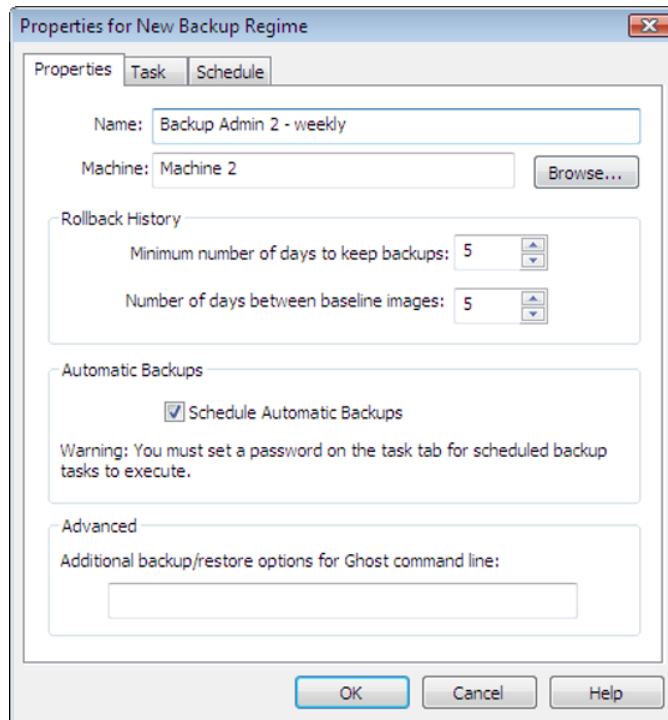 Properties for New Backup Regime
Properties Task Schedule
Name: Backup Admin 2 - weekly
Machine: Machine 2 Browse...
Rollback History
Minimum number of days to keep backups: 5
Number of days between baseline images: 5
Automatic Backups
Schedule Automatic Backups
Warning: You must set a password on the task tab for scheduled backup
tasks to execute.
Advanced
Additional backup/restore options for Ghost command line:
OK Cancel Help